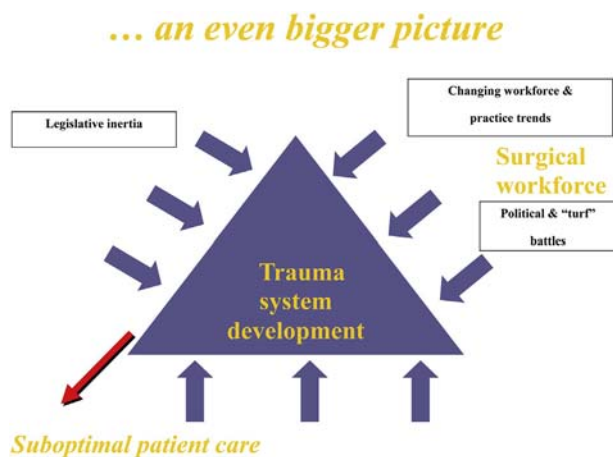 … an even bigger picture
Legislative inertia
Changing workforce &
practice trends
Surgical
workforce
Political & “turf”
battles
Trauma
system
development
Suboptimal patient care